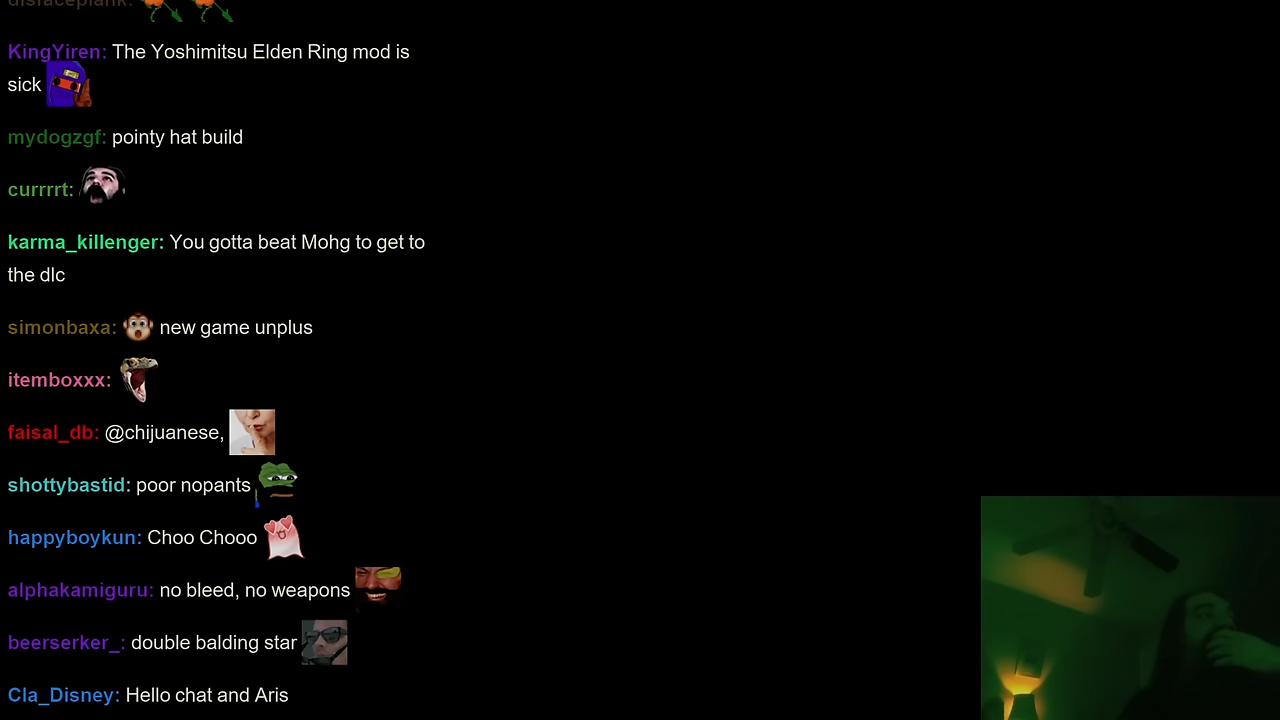 disfaceplank:
KingYiren: The Yoshimitsu Elden Ring mod is
sick
mydogzgf: pointy hat build
currrrt:
karma_killenger: You gotta beat Mohg to get to
the dlc
simonbaxa: new game unplus
itemboxxx:
faisal_db: @chijuanese,
shottybastid: poor nopants
happyboykun: Choo Chooo
alphakamiguru: no bleed, no weapons
beerserker_: double balding star
Cla_Disney: Hello chat and Aris